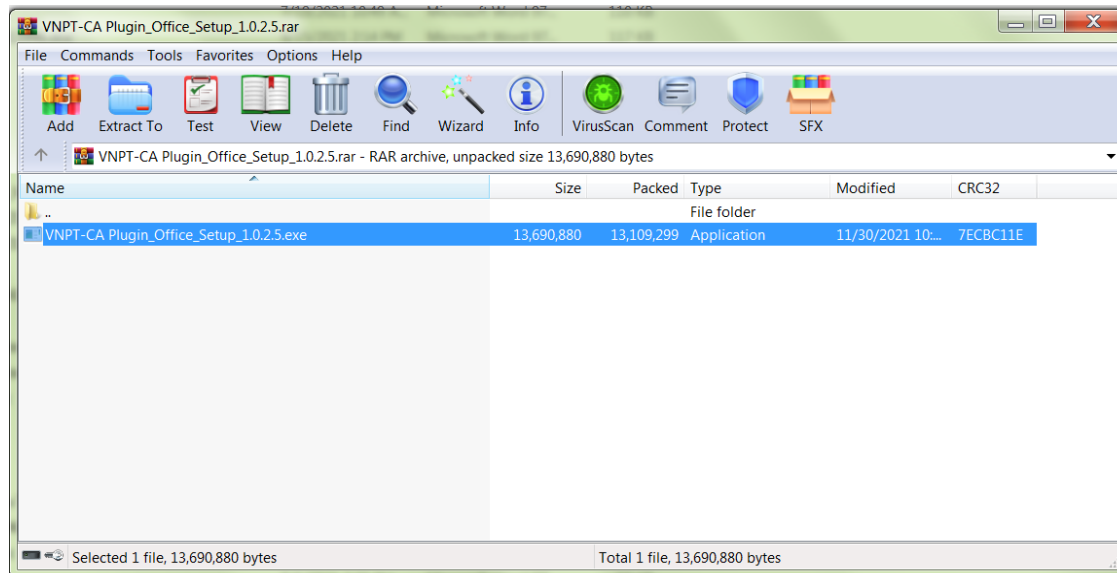 VNPT-CA Plugin_Office_Setup_1.0.2.5.rar
File Commands Tools Favorites Options Help
Add Extract To Test View Delete Find Wizard Info VirusScan Comment Protect SFX
VNPT-CA Plugin_Office_Setup_1.0.2.5.rar - RAR archive, unpacked size 13,690,880 bytes
Name Size Packed Type Modified CRC32
.. File folder
VNPT-CA Plugin_Office_Setup_1.0.2.5.exe 13,690,880 13,109,299 Application 11/30/2021 10:... 7ECBC11E
Selected 1 file, 13,690,880 bytes Total 1 file, 13,690,880 bytes